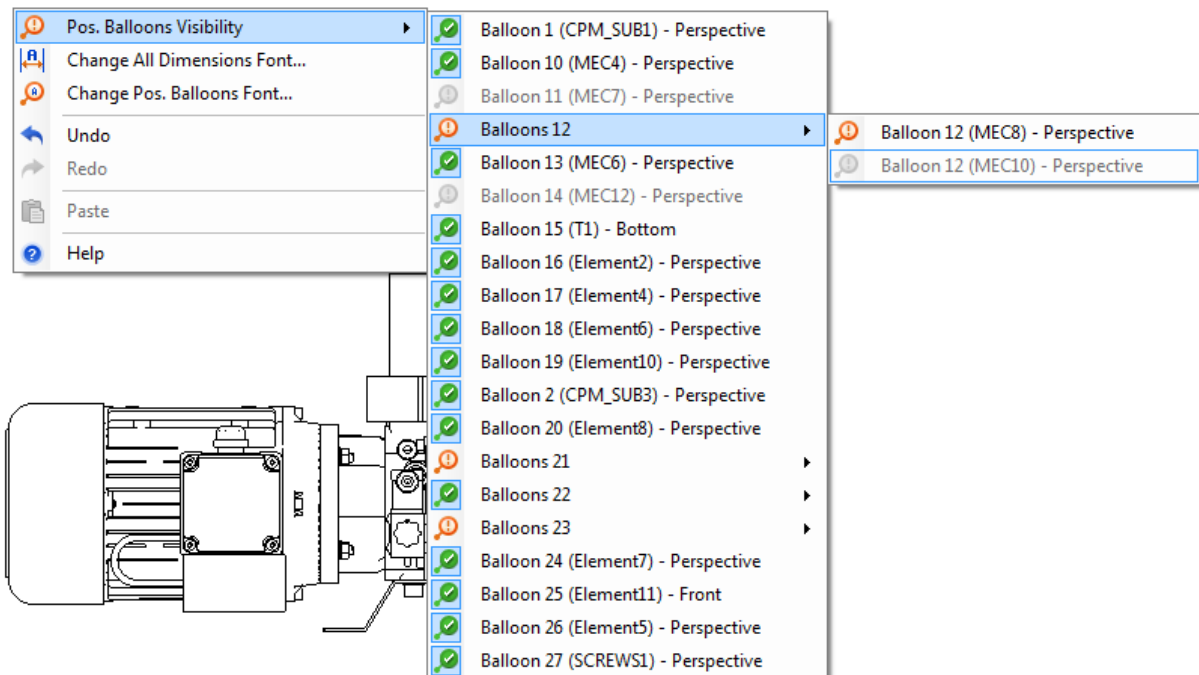 Pos. Balloons Visibility
Change All Dimensions Font...
Change Pos. Balloons Font...
Undo
Redo
Paste
Help
Balloon 1 (CPM_SUB1) - Perspective
Balloon 10 (MEC4) - Perspective
Balloon 11 (MEC7) - Perspective
Balloons 12
Balloon 13 (MEC6) - Perspective
Balloon 14 (MEC12) - Perspective
Balloon 15 (T1) - Bottom
Balloon 16 (Element2) - Perspective
Balloon 17 (Element4) - Perspective
Balloon 18 (Element6) - Perspective
Balloon 19 (Element10) - Perspective
Balloon 2 (CPM_SUB3) - Perspective
Balloon 20 (Element8) - Perspective
Balloons 21
Balloons 22
Balloons 23
Balloon 24 (Element7) - Perspective
Balloon 25 (Element11) - Front
Balloon 26 (Element5) - Perspective
Balloon 27 (SCREWS1) - Perspective
Balloon 12 (MEC8) - Perspective
Balloon 12 (MEC10) - Perspective